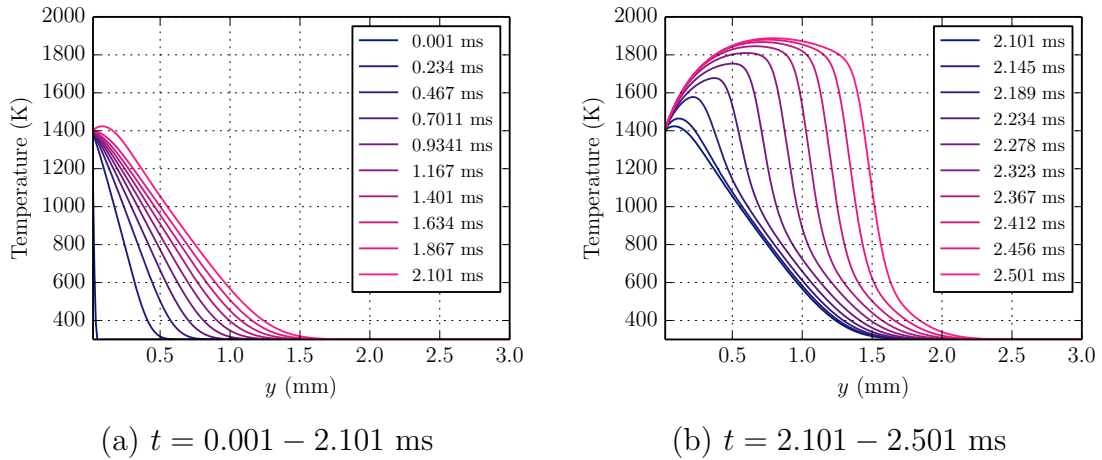 2000
1800
1600
1400
1200
1000
800
600
400
Temperature (K)
0.5 1.0 1.5 2.0 2.5 3.0
y (mm)
0.001 ms
0.234 ms
0.467 ms
0.7011 ms
0.9341 ms
1.167 ms
1.401 ms
1.634 ms
1.867 ms
2.101 ms
(a) t = 0.001 − 2.101 ms
2000
1800
1600
1400
1200
1000
800
600
400
Temperature (K)
0.5 1.0 1.5 2.0 2.5 3.0
y (mm)
2.101 ms
2.145 ms
2.189 ms
2.234 ms
2.278 ms
2.323 ms
2.367 ms
2.412 ms
2.456 ms
2.501 ms
(b) t = 2.101 − 2.501 ms